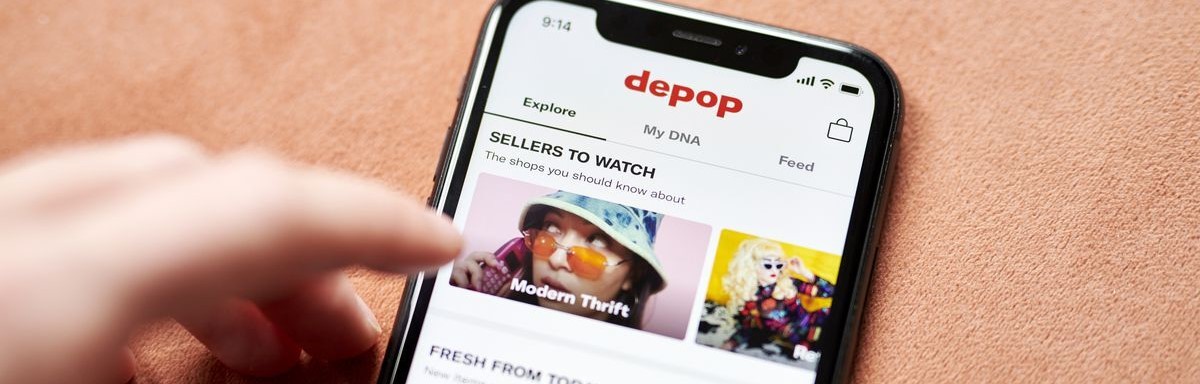 9:14
depop
Explore
My DNA
Feed
SELLERS TO WATCH
The shops you should know about
Modern Thrift
FRESH FROM